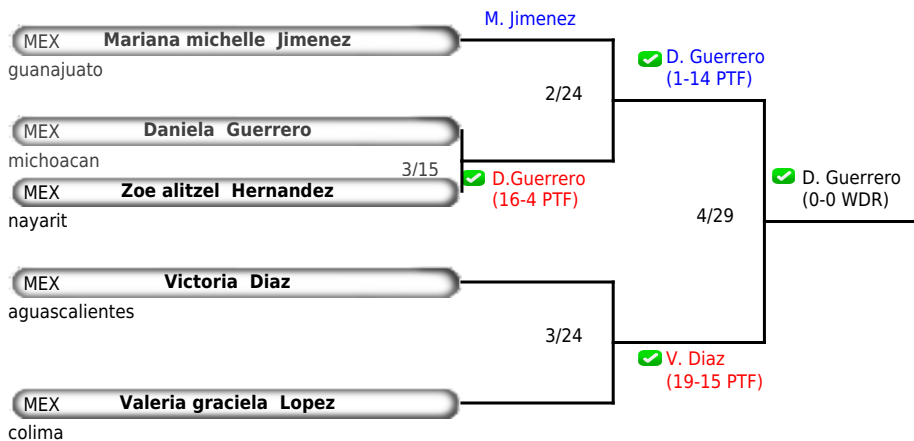 M. Jimenez
MEX Mariana michelle Jimenez
guanajuato
D. Guerrero
(1-14 PTF)
2/24
MEX Daniela Guerrero
michoacan
3/15
D.Guerrero
(16-4 PTF)
MEX Zoe alitzel Hernandez
nayarit
D. Guerrero
(0-0 WDR)
4/29
MEX Victoria Diaz
aguascalientes
3/24
V. Diaz
(19-15 PTF)
MEX Valeria graciela Lopez
colima